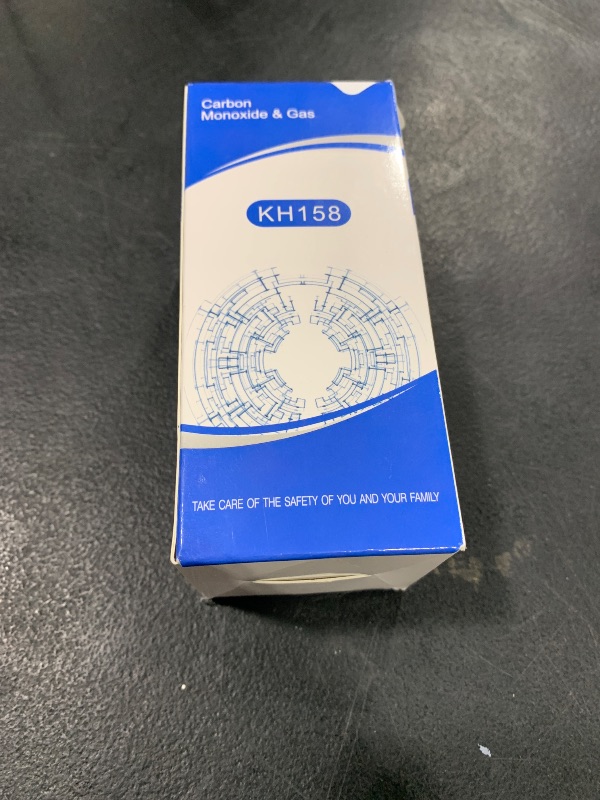 Carbon
Monoxide & Gas
KH158
TAKE CARE OF THE SAFETY OF YOU AND YOUR FAMILY